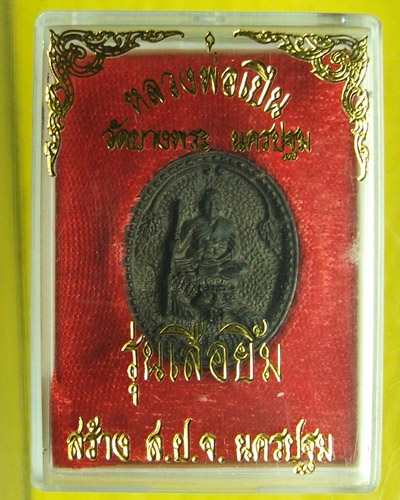 หลวงพ่อเปิ่น
วัดบางพระ นครปฐม
รุ่นเสือยิ้ม
สร้าง ส.ป.จ. นครปฐม